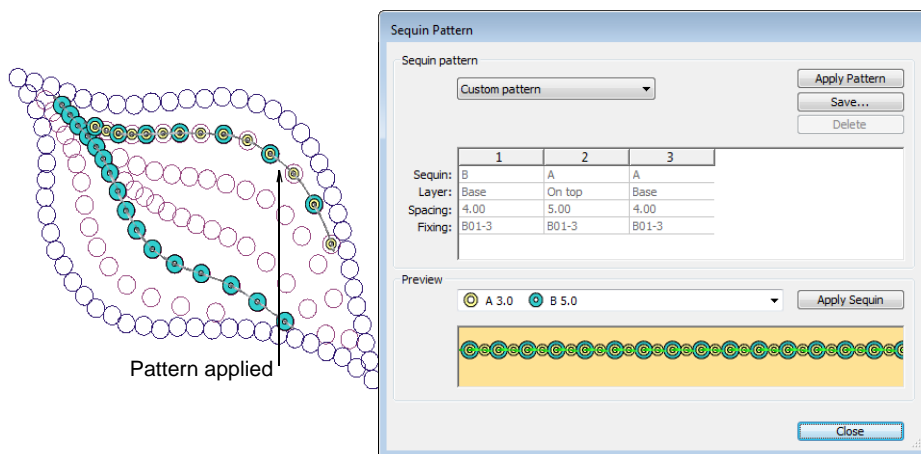 Pattern applied
Sequin Pattern
Sequin pattern
Custom pattern
Apply Pattern
Save...
Delete
1 2 3
Sequin: B A A
Layer: Base On top Base
Spacing: 4.00 5.00 4.00
Fixing: B01-3 B01-3 B01-3
Preview
A 3.0 B 5.0
Apply Sequin
Close